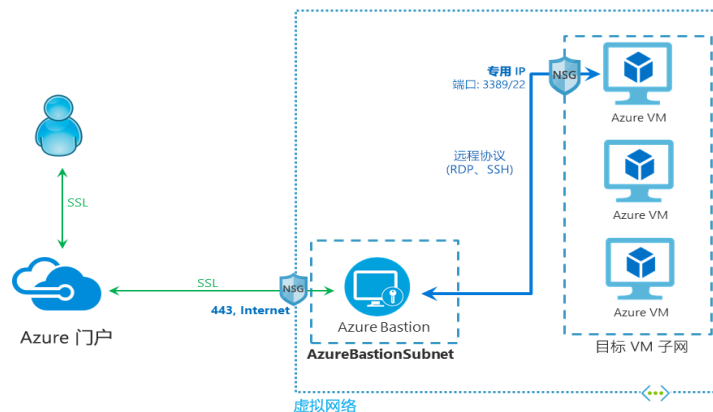 专用 IP
端口: 3389/22
NSG
Azure VM
远程协议
(RDP、SSH)
Azure VM
SSL
Azure VM
SSL
NSG
443, Internet
Azure Bastion
Azure 门户
AzureBastionSubnet
目标 VM 子网
虚拟网络